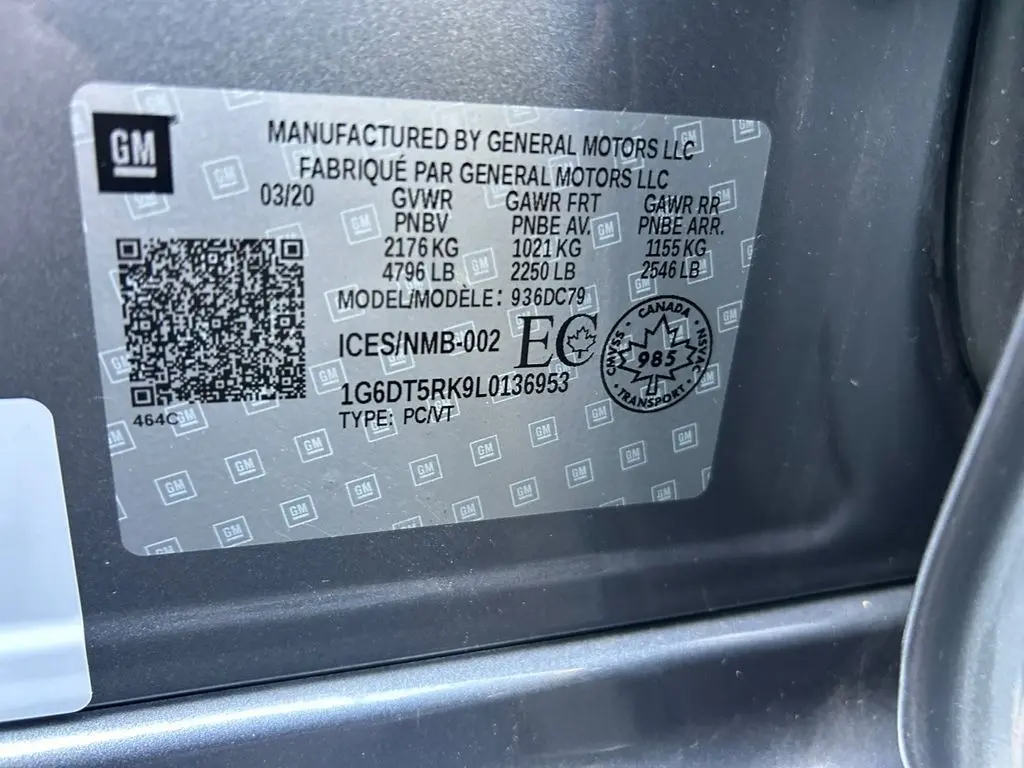 GM
MANUFACTURED BY GENERAL MOTORS LLC
FABRIQUÉ PAR GENERAL MOTORS LLC
03/20 GVWR GAWR FRT GAWR RR
PNBV PNBE AV. PNBE ARR.
2176 KG 1021 KG 1155 KG
4796 LB 2250 LB 2546 LB
MODEL/MODÈLE: 936DC79
ICES/NMB-002 EC
CANADA
CMVSS 985 NSVAC
TRANSPORT
1G6DT5RK9L0136953
TYPE: PC/VT
464C